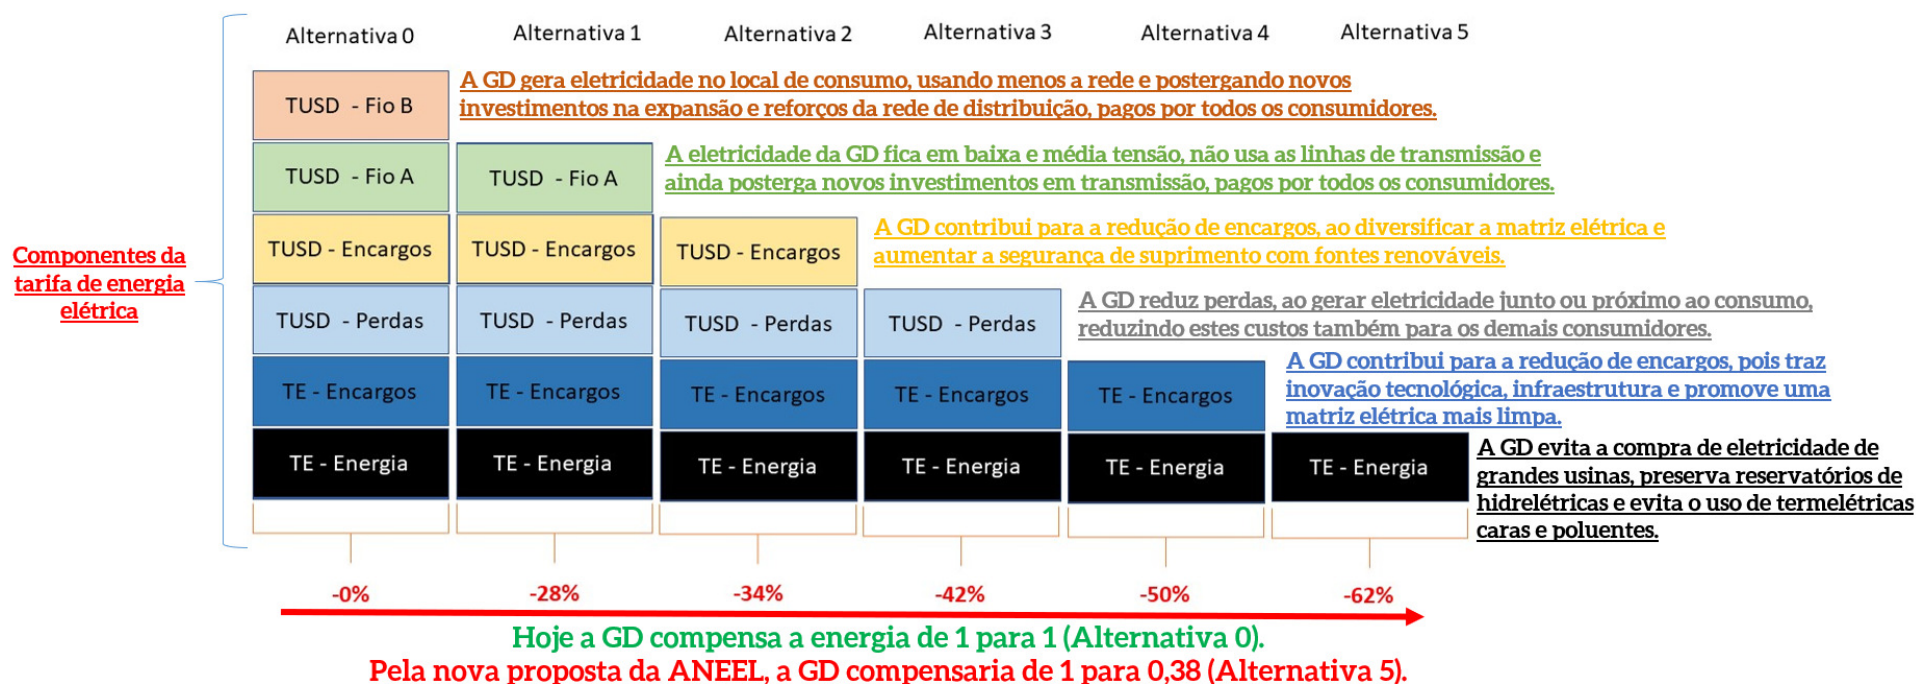 Alternativa 0
Alternativa 1
Alternativa 2
Alternativa 3
Alternativa 4
Alternativa 5
TUSD - Fio B
A GD gera eletricidade no local de consumo, usando menos a rede e postergando novos
investimentos na expansão e reforços da rede de distribuição, pagos por todos os consumidores.
TUSD - Fio A
TUSD - Fio A
A eletricidade da GD fica em baixa e média tensão, não usa as linhas de transmissão e
ainda posterga novos investimentos em transmissão, pagos por todos os consumidores.
Componentes da
tarifa de energia
elétrica
TUSD - Encargos
TUSD - Encargos
TUSD - Encargos
A GD contribui para a redução de encargos, ao diversificar a matriz elétrica e
aumentar a segurança de suprimento com fontes renováveis.
TUSD - Perdas
TUSD - Perdas
TUSD - Perdas
TUSD - Perdas
A GD reduz perdas, ao gerar eletricidade junto ou próximo ao consumo,
reduzindo estes custos também para os demais consumidores.
TE - Encargos
TE - Encargos
TE - Encargos
TE - Encargos
TE - Encargos
A GD contribui para a redução de encargos, pois traz
inovação tecnológica, infraestrutura e promove uma
matriz elétrica mais limpa.
TE - Energia
TE - Energia
TE - Energia
TE - Energia
TE - Energia
TE - Energia
A GD evita a compra de eletricidade de
grandes usinas, preserva reservatórios de
hidrelétricas e evita o uso de termelétricas
caras e poluentes.
-0%
-28%
-34%
-42%
-50%
-62%
Hoje a GD compensa a energia de 1 para 1 (Alternativa 0).
Pela nova proposta da ANEEL, a GD compensaria de 1 para 0,38 (Alternativa 5).